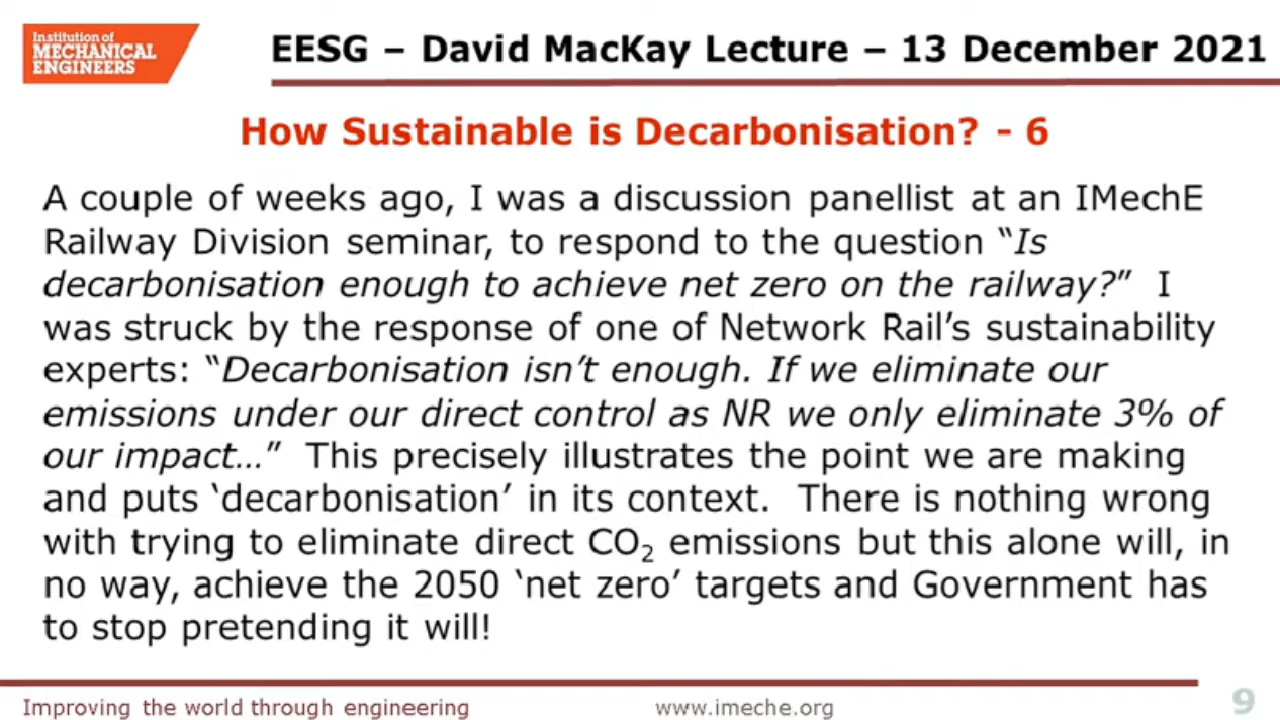 Institution of
MECHANICAL
ENGINEERS
EESG – David MacKay Lecture – 13 December 2021
How Sustainable is Decarbonisation? - 6
A couple of weeks ago, I was a discussion panellist at an IMechE
Railway Division seminar, to respond to the question “Is
decarbonisation enough to achieve net zero on the railway?” I
was struck by the response of one of Network Rail’s sustainability
experts: “Decarbonisation isn’t enough. If we eliminate our
emissions under our direct control as NR we only eliminate 3% of
our impact…” This precisely illustrates the point we are making
and puts ‘decarbonisation’ in its context. There is nothing wrong
with trying to eliminate direct CO₂ emissions but this alone will, in
no way, achieve the 2050 ‘net zero’ targets and Government has
to stop pretending it will!
Improving the world through engineering
www.imeche.org
9